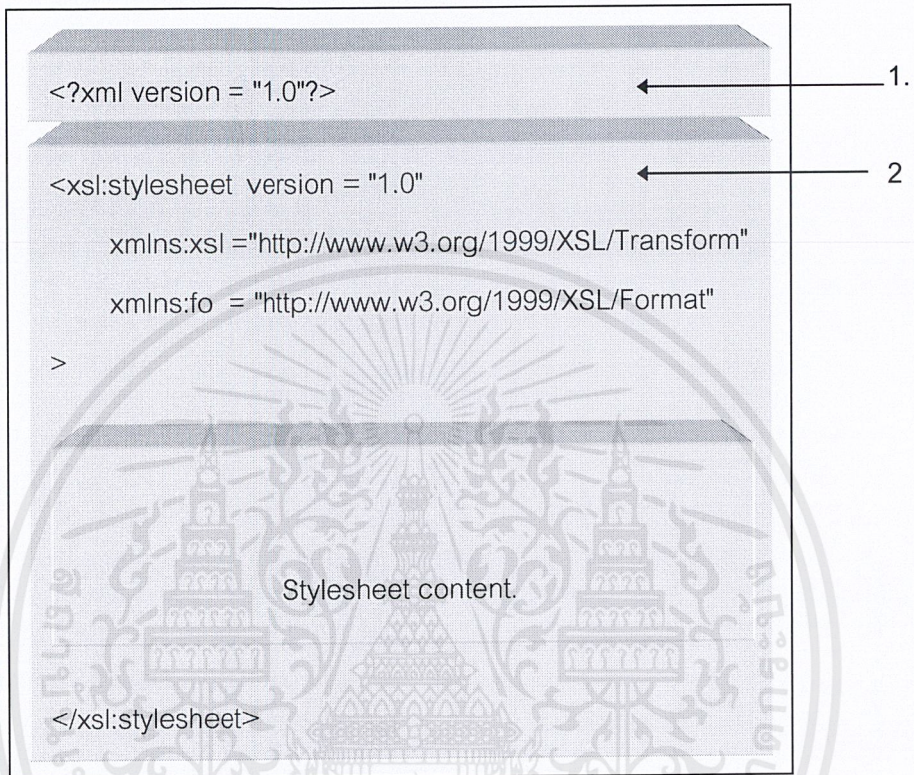 <?xml version = "1.0"?>
1.
<xsl:stylesheet version = "1.0"
2
xmlns:xsl ="http://www.w3.org/1999/XSL/Transform"
xmlns:fo = "http://www.w3.org/1999/XSL/Format"
>
Stylesheet content.
</xsl:stylesheet>